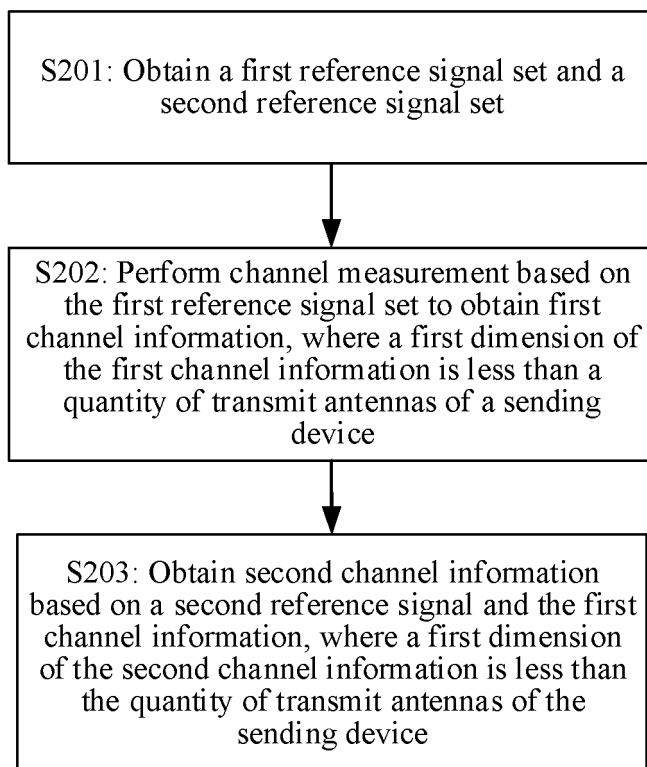 S201: Obtain a first reference signal set and a
second reference signal set
S202: Perform channel measurement based on
the first reference signal set to obtain first
channel information, where a first dimension of
the first channel information is less than a
quantity of transmit antennas of a sending
device
S203: Obtain second channel information
based on a second reference signal and the first
channel information, where a first dimension
of the second channel information is less than
the quantity of transmit antennas of the
sending device